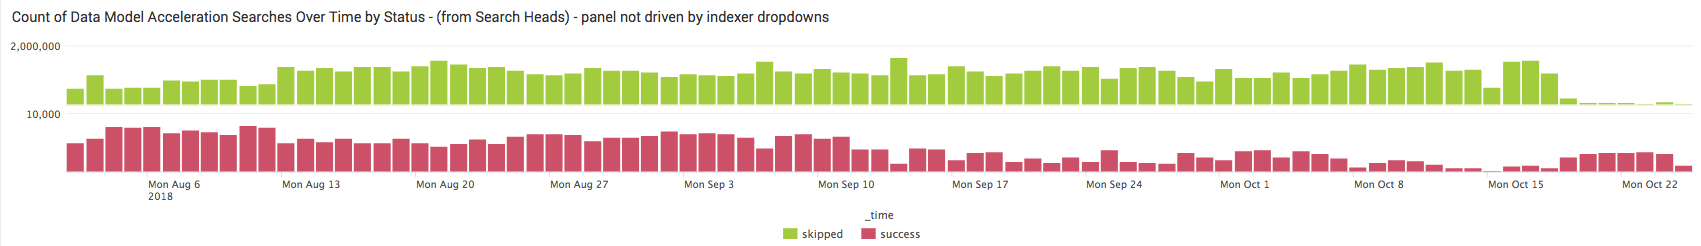 Count of Data Model Acceleration Searches Over Time by Status - (from Search Heads) - panel not driven by indexer dropdowns
2,000,000
10,000
Mon Aug 6 Mon Aug 13 Mon Aug 20 Mon Aug 27 Mon Sep 3 Mon Sep 10 Mon Sep 17 Mon Sep 24 Mon Oct 1 Mon Oct 8 Mon Oct 15 Mon Oct 22
2018
_time
skipped success